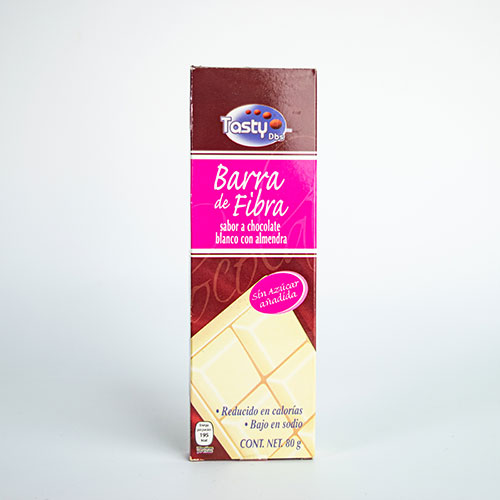 Tasty
Dbs
Barra
de Fibra
sabor a chocolate
blanco con almendra
Sin Azúcar
añadida
• Reducido en calorías
• Bajo en sodio
CONT. NET. 80 g
195
kcal